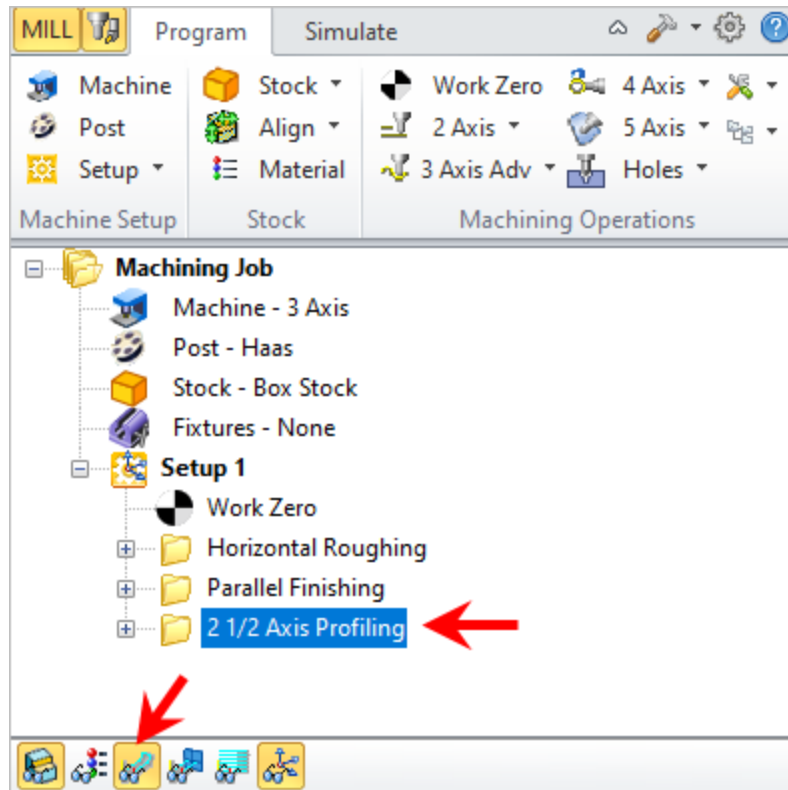 MILL Program Simulate
Machine Stock Work Zero 4 Axis
Post Align 2 Axis 5 Axis
Setup Material 3 Axis Adv Holes
Machine Setup Stock Machining Operations
Machining Job
Machine - 3 Axis
Post - Haas
Stock - Box Stock
Fixtures - None
Setup 1
Work Zero
Horizontal Roughing
Parallel Finishing
2 1/2 Axis Profiling